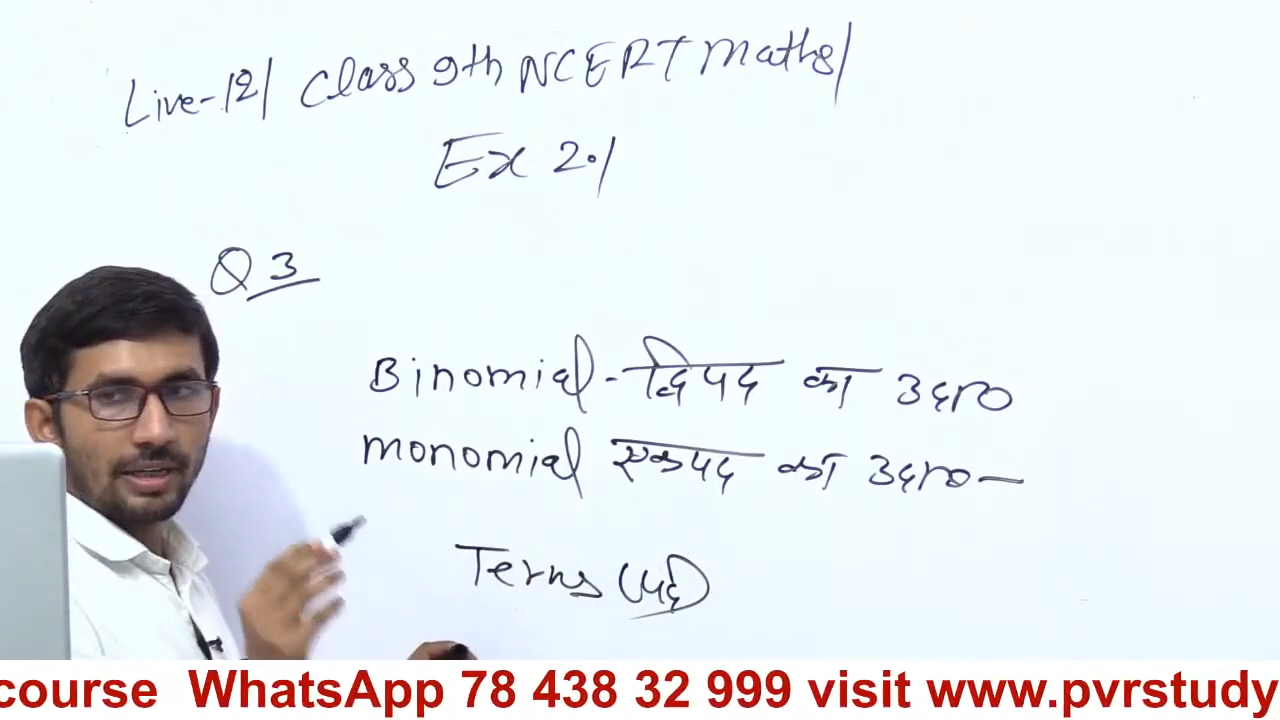 Live-12/ Class 9th NCERT Maths/
Ex 2.1
Q 3
Binomial - द्विपद का उदा०
monomial एकपद का उदा० -
Terms (पद)
course WhatsApp 78 438 32 999 visit www.pvrstudy